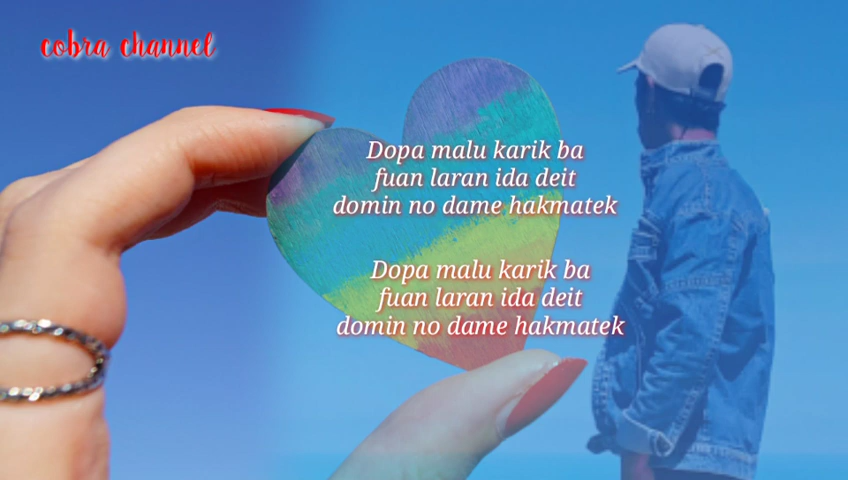 cobra channel
Dopa malu karik ba
fuan laran ida deit
domin no dame hakmatek
Dopa malu karik ba
fuan laran ida deit
domin no dame hakmatek